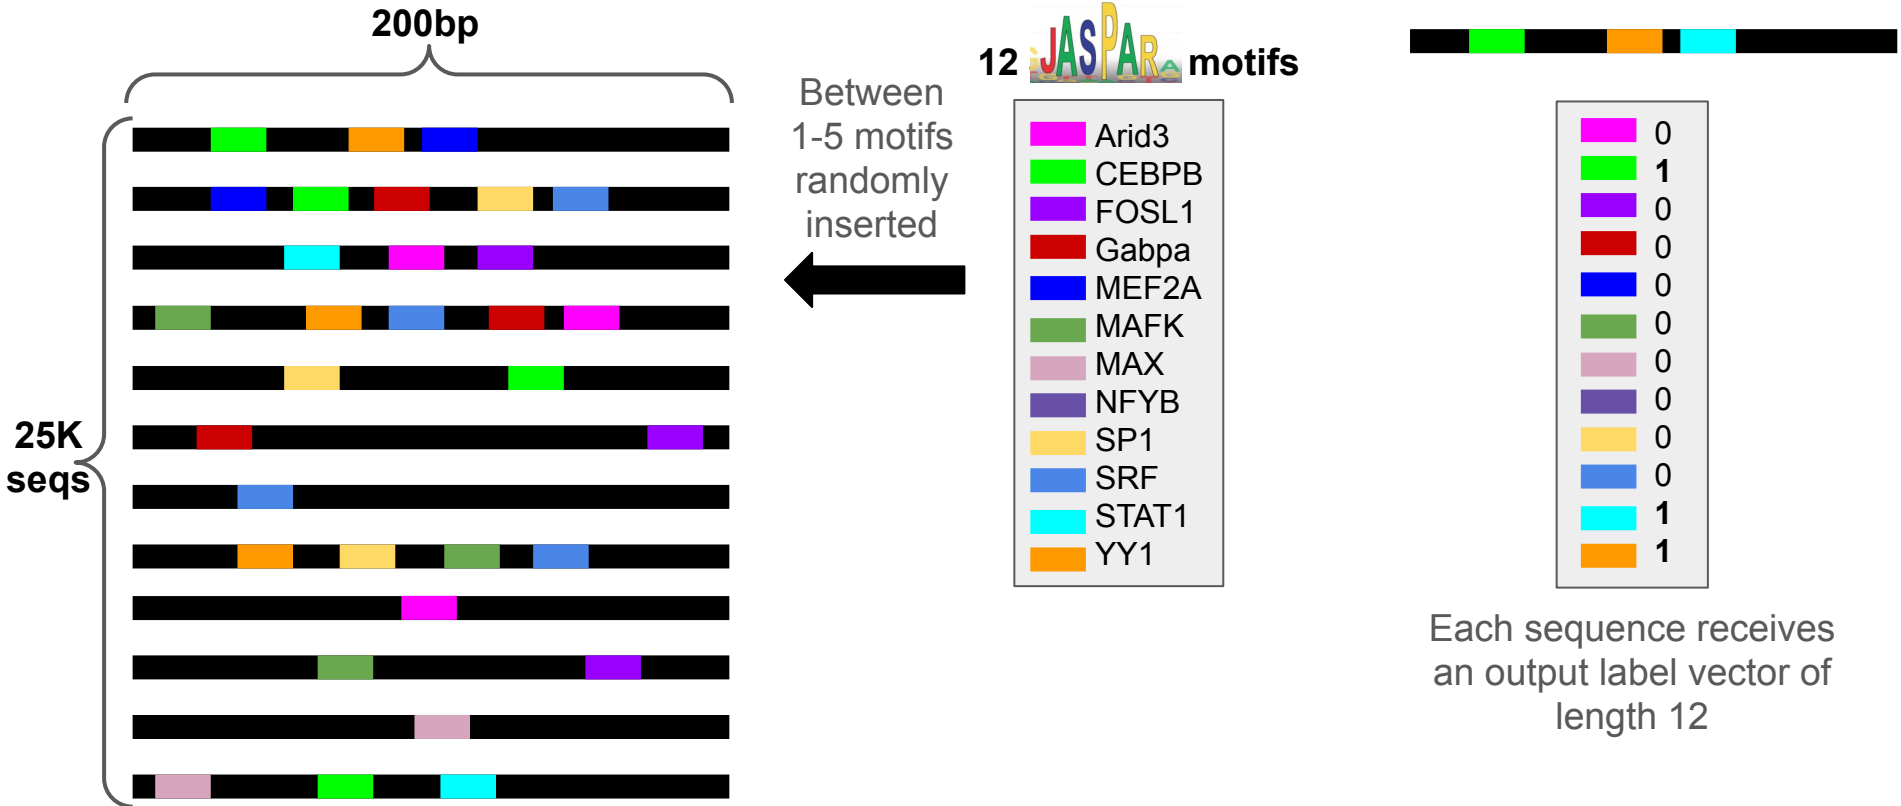 200bp
25K
seqs
Between
1-5 motifs
randomly
inserted
12 JASPAR motifs
Arid3
CEBPB
FOSL1
Gabpa
MEF2A
MAFK
MAX
NFYB
SP1
SRF
STAT1
YY1
0
1
0
0
0
0
0
0
0
0
1
1
Each sequence receives
an output label vector of
length 12